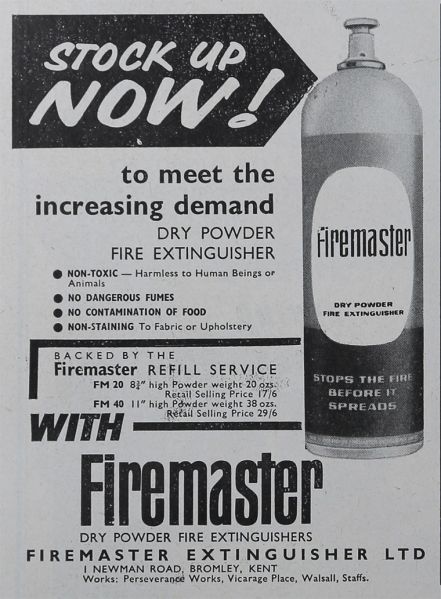 STOCK UP
NOW!
to meet the
increasing demand
DRY POWDER
FIRE EXTINGUISHER
● NON-TOXIC — Harmless to Human Beings or
Animals
● NO DANGEROUS FUMES
● NO CONTAMINATION OF FOOD
● NON-STAINING To Fabric or Upholstery
BACKED BY THE
Firemaster REFILL SERVICE
FM 20 8¾" high Powder weight 20 ozs.
Retail Selling Price 17/6
FM 40 11" high Powder weight 38 ozs.
Retail Selling Price 29/6
Firemaster
DRY POWDER
FIRE EXTINGUISHER
STOPS THE FIRE
BEFORE IT
SPREADS
WITH
Firemaster
DRY POWDER FIRE EXTINGUISHERS
FIREMASTER EXTINGUISHER LTD
1 NEWMAN ROAD, BROMLEY, KENT
Works: Perseverance Works, Vicarage Place, Walsall, Staffs.